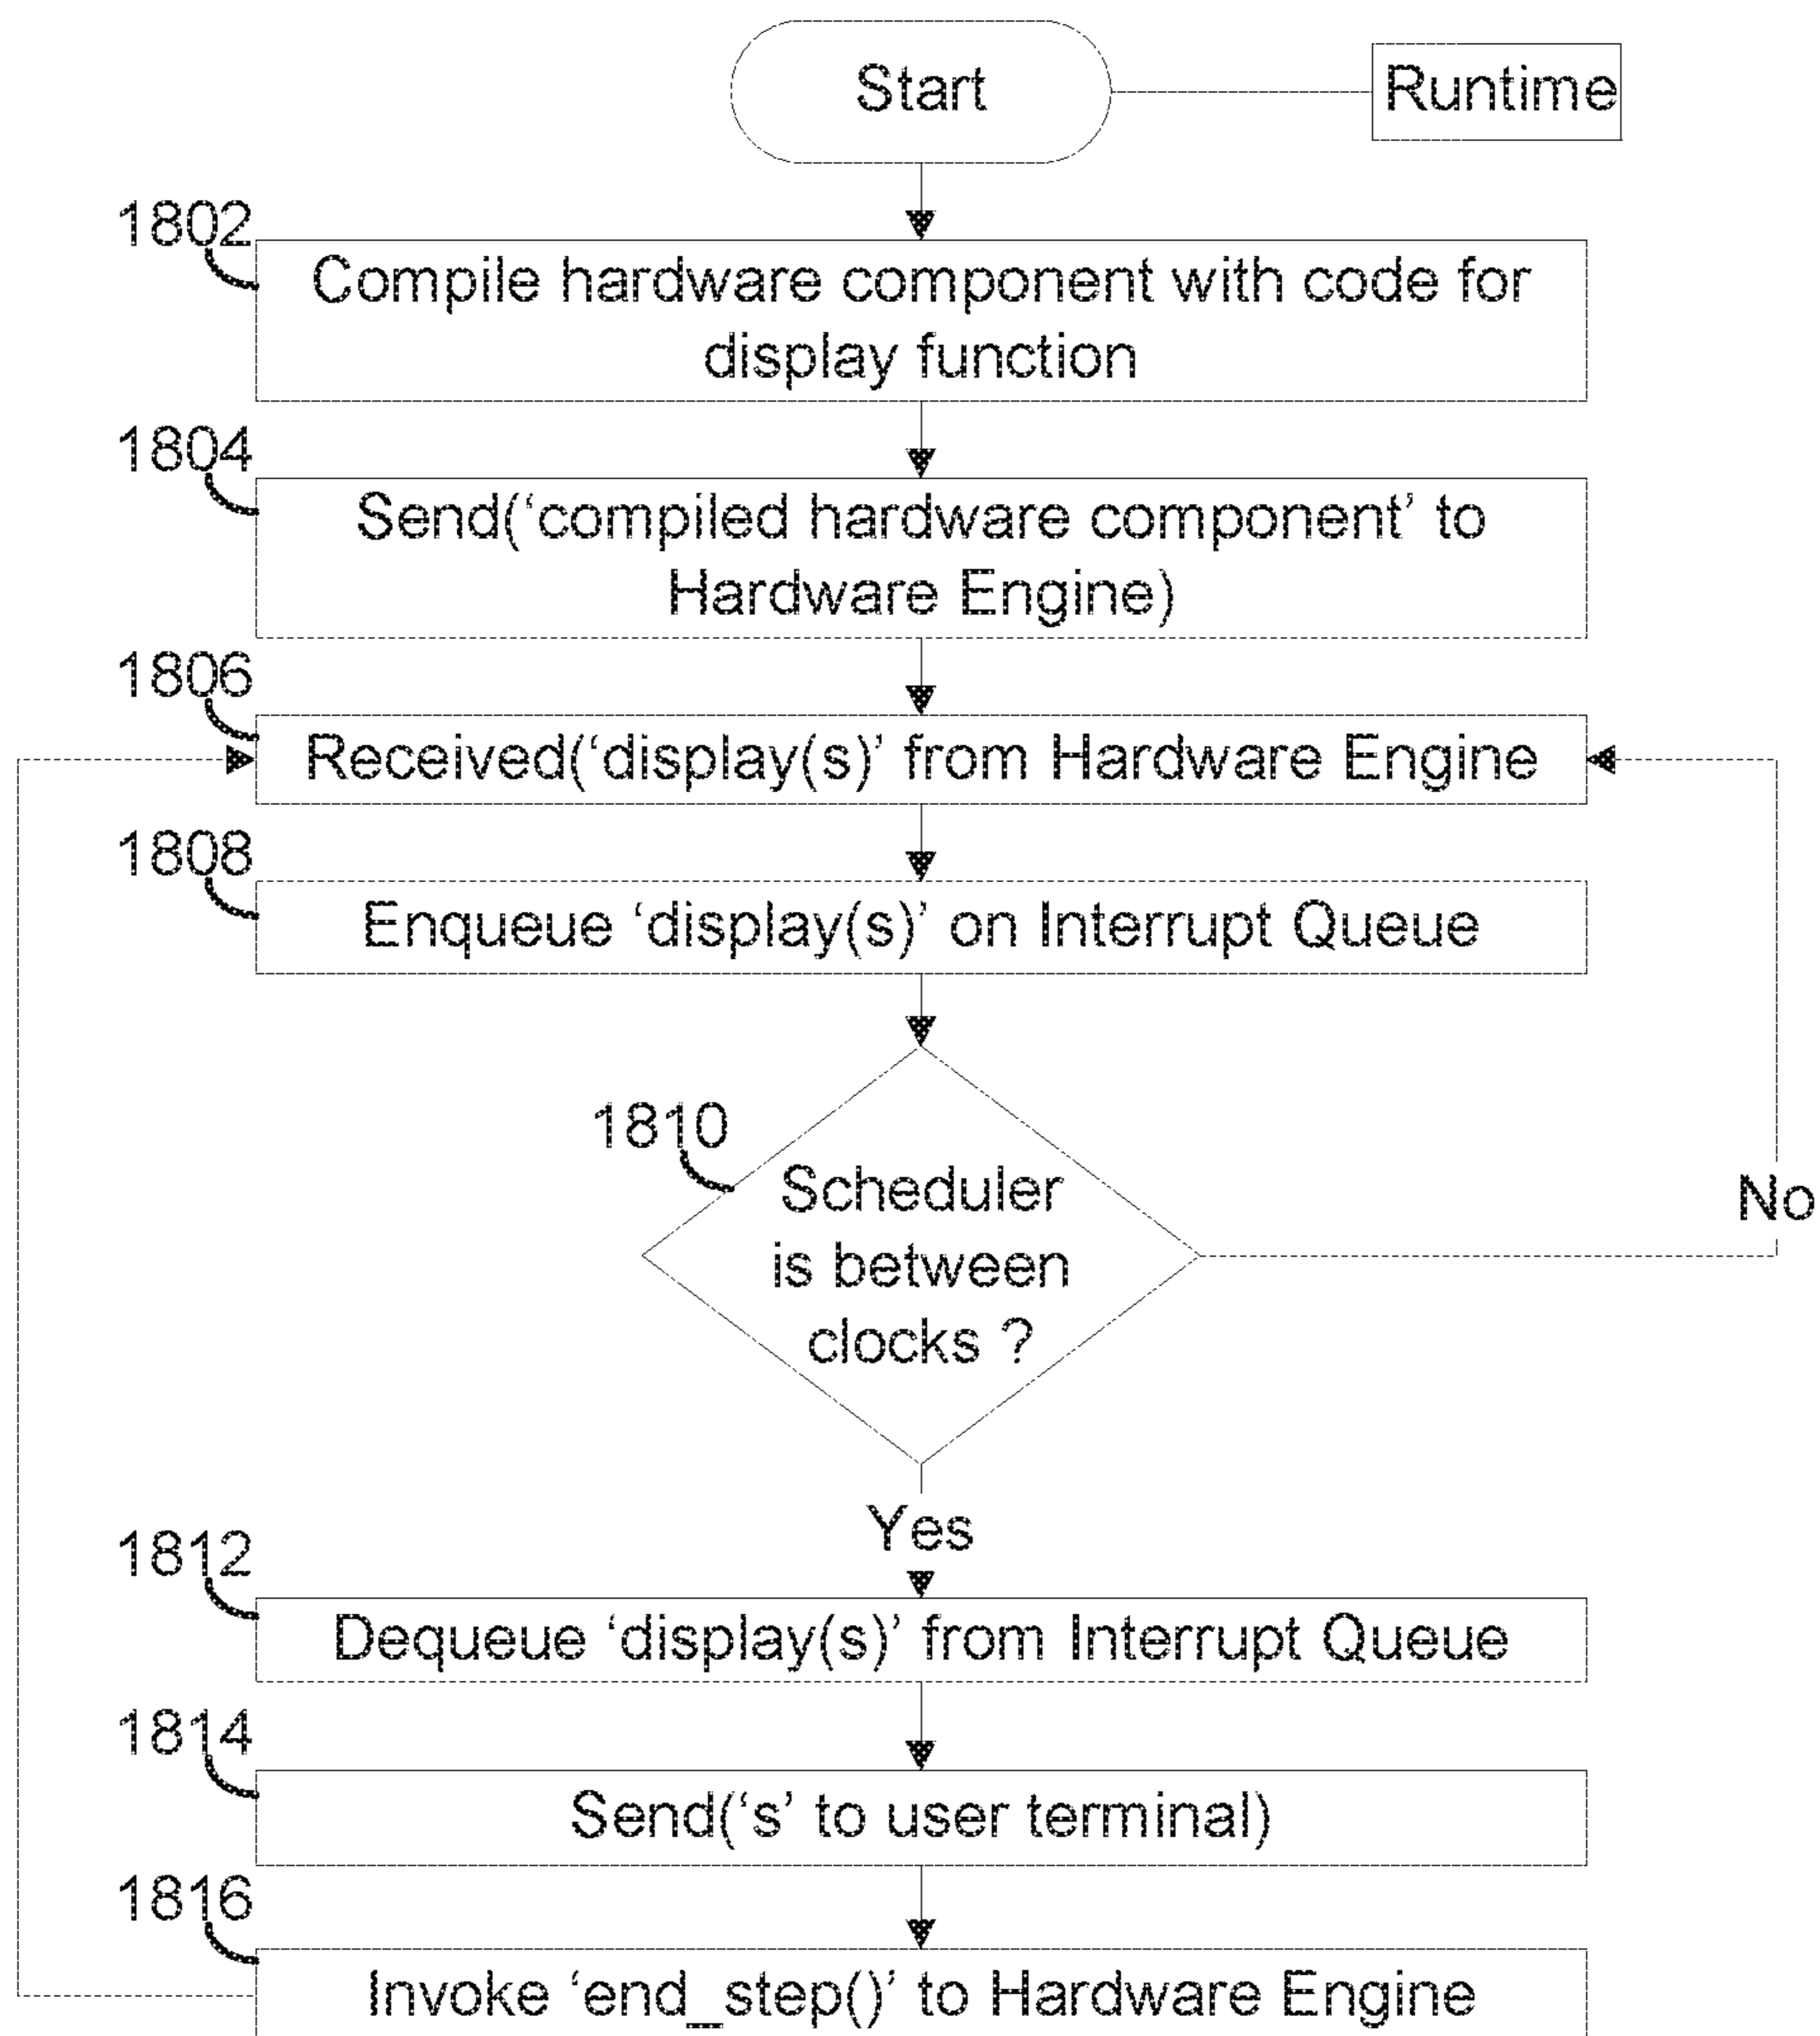 Start
Runtime
1802
Compile hardware component with code for
display function
1804
Send(‘compiled hardware component’ to
Hardware Engine)
1806
Received(‘display(s)’ from Hardware Engine
1808
Enqueue ‘display(s)’ on Interrupt Queue
1810
Scheduler
is between
clocks ?
No
Yes
1812
Dequeue ‘display(s)’ from Interrupt Queue
1814
Send(‘s’ to user terminal)
1816
Invoke ‘end_step()’ to Hardware Engine